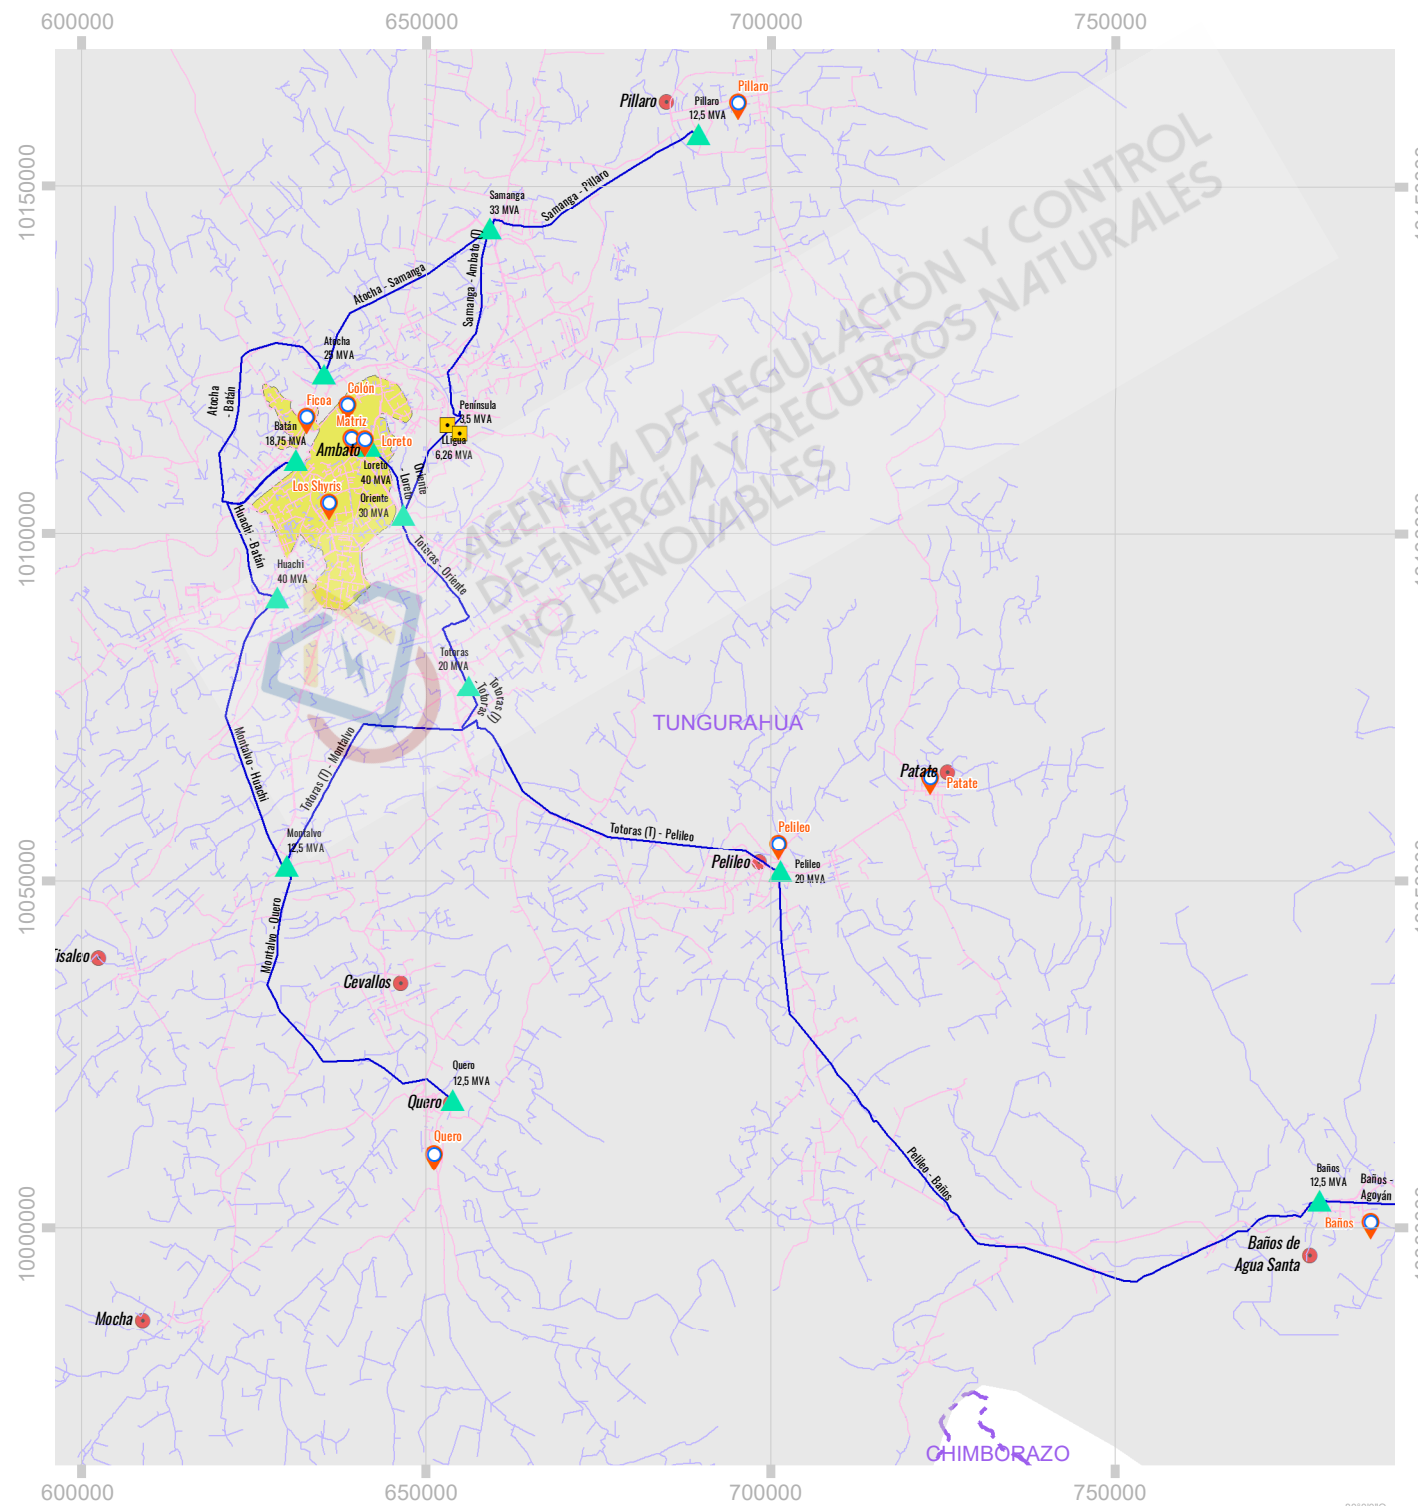 600000
650000
700000
750000
Pillaro
Pillaro
12,5 MVA
Pillaro
10150000
Samanga
33 MVA
Samanga - Pillaro
Samanga - Ambato (T)
Atocha - Samanga
AGENCIA DE REGULACIÓN Y CONTROL
DE ENERGÍA Y RECURSOS NATURALES
NO RENOVABLES
Atocha
25 MVA
Atocha
- Batán
Colón
Ficoa
Matriz
Península
3,5 MVA
Batán
18,75 MVA
Ambato
Loreto
LLigua
6,26 MVA
Loreto
40 MVA
Los Shyris
Oriente
30 MVA
Oriente
- Loreto
10100000
Huachi - Batán
Totoras - Oriente
Huachi
40 MVA
Totoras
20 MVA
Totoras (T)
- Totoras
TUNGURAHUA
Montalvo - Huachi
Totoras (T) - Montalvo
Patate
Patate
Totoras (T) - Pelileo
Pelileo
Montalvo
12,5 MVA
Pelileo
Pelileo
20 MVA
10050000
Montalvo - Quero
Tisaleo
Cevallos
Quero
12,5 MVA
Quero
Quero
Pelileo - Baños
Baños
12,5 MVA
Baños -
Agoyán
Baños
10000000
Baños de
Agua Santa
Mocha
CHIMBORAZO
600000
650000
700000
750000